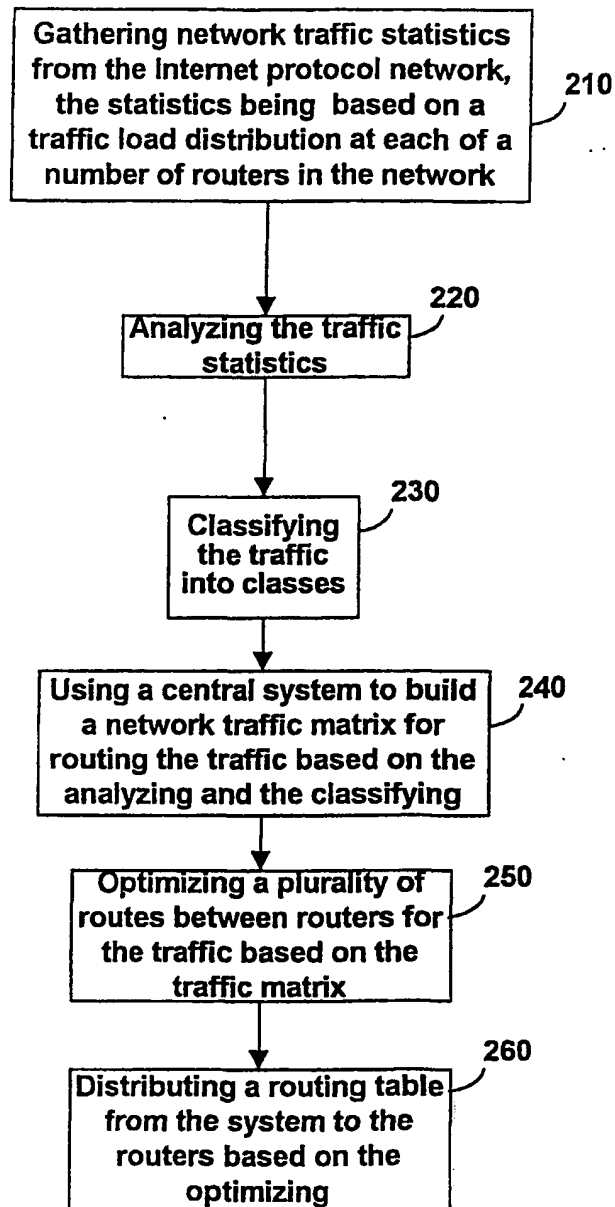 Gathering network traffic statistics
from the Internet protocol network,
the statistics being based on a
traffic load distribution at each of a
number of routers in the network
210
220
Analyzing the traffic
statistics
230
Classifying
the traffic
into classes
240
Using a central system to build
a network traffic matrix for
routing the traffic based on the
analyzing and the classifying
250
Optimizing a plurality of
routes between routers for
the traffic based on the
traffic matrix
260
Distributing a routing table
from the system to the
routers based on the
optimizing